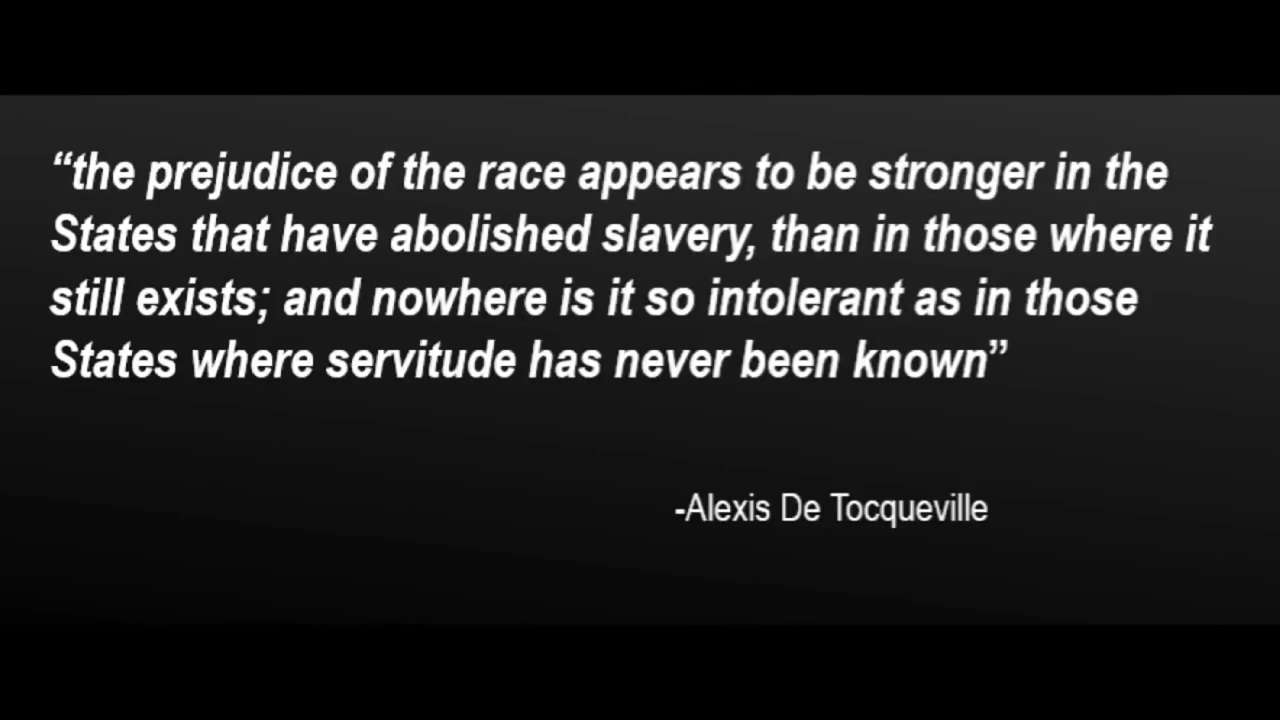 “the prejudice of the race appears to be stronger in the
States that have abolished slavery, than in those where it
still exists; and nowhere is it so intolerant as in those
States where servitude has never been known”
-Alexis De Tocqueville